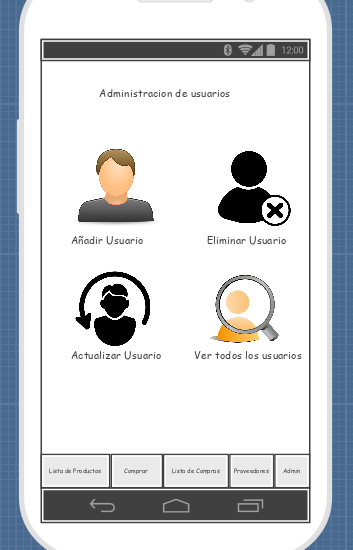 12:00
Administracion de usuarios
Añadir Usuario
Eliminar Usuario
Actualizar Usuario
Ver todos los usuarios
Lista de Productos
Comprar
Lista de Compras
Proveedores
Admin